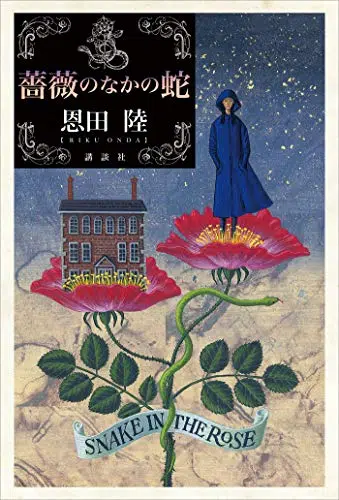 薔薇のなかの蛇
恩田 陸
【RIKU ONDA】
講談社
SNAKE IN THE ROSE